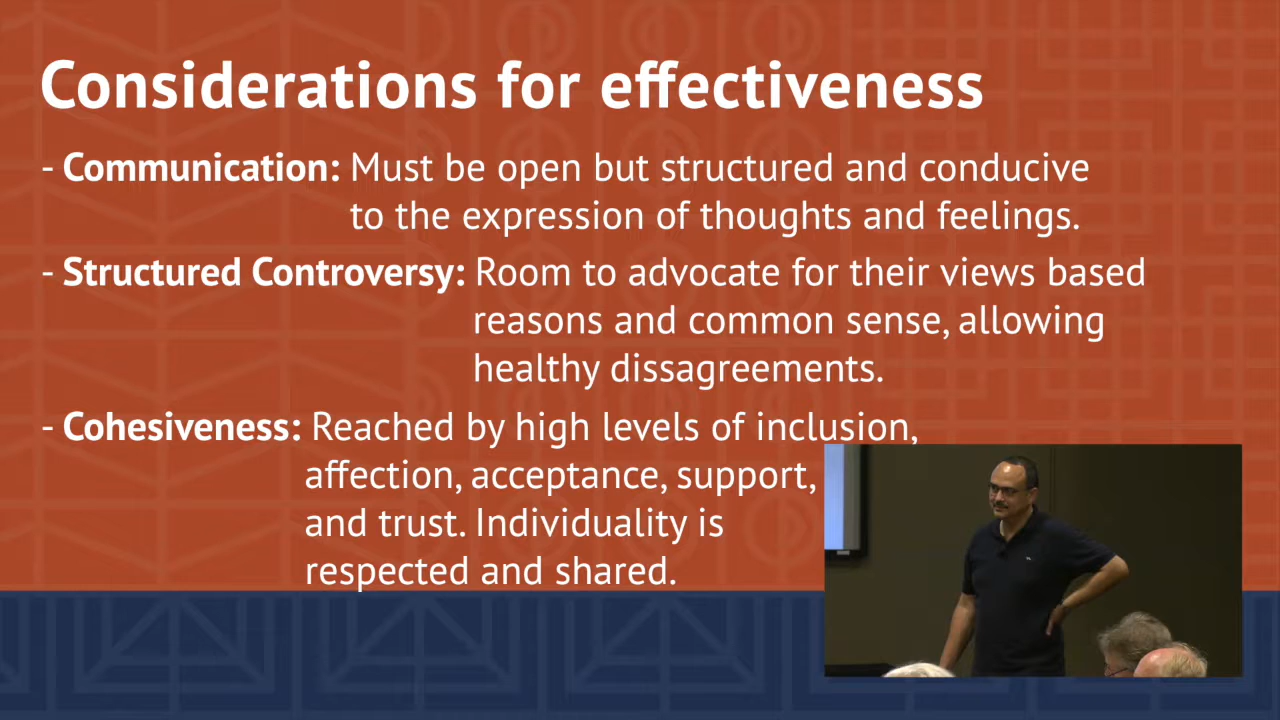 Considerations for effectiveness
- Communication: Must be open but structured and conducive
to the expression of thoughts and feelings.
- Structured Controversy: Room to advocate for their views based
reasons and common sense, allowing
healthy dissagreements.
- Cohesiveness: Reached by high levels of inclusion,
affection, acceptance, support,
and trust. Individuality is
respected and shared.